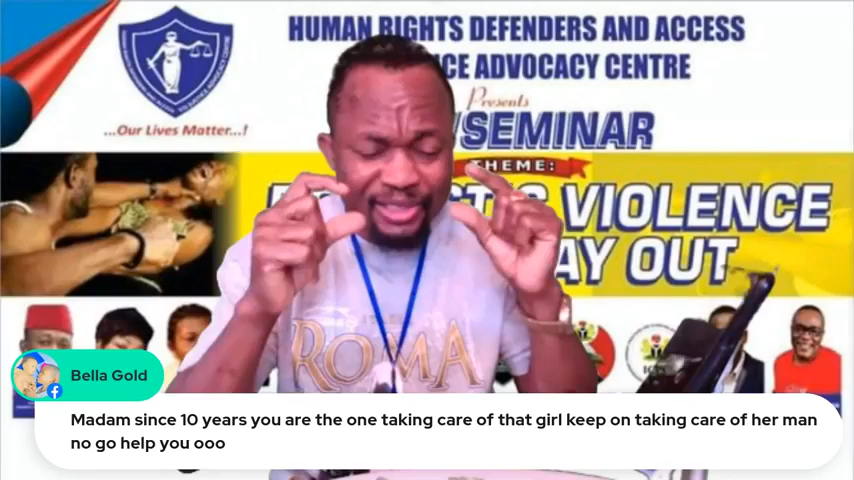 HUMAN RIGHTS DEFENDERS AND ACCESS
ICE ADVOCACY CENTRE
...Our Lives Matter...!
Presents
SEMINAR
THEME:
VIOLENCE
AY OUT
ROMA
Bella Gold
Madam since 10 years you are the one taking care of that girl keep on taking care of her man
no go help you ooo